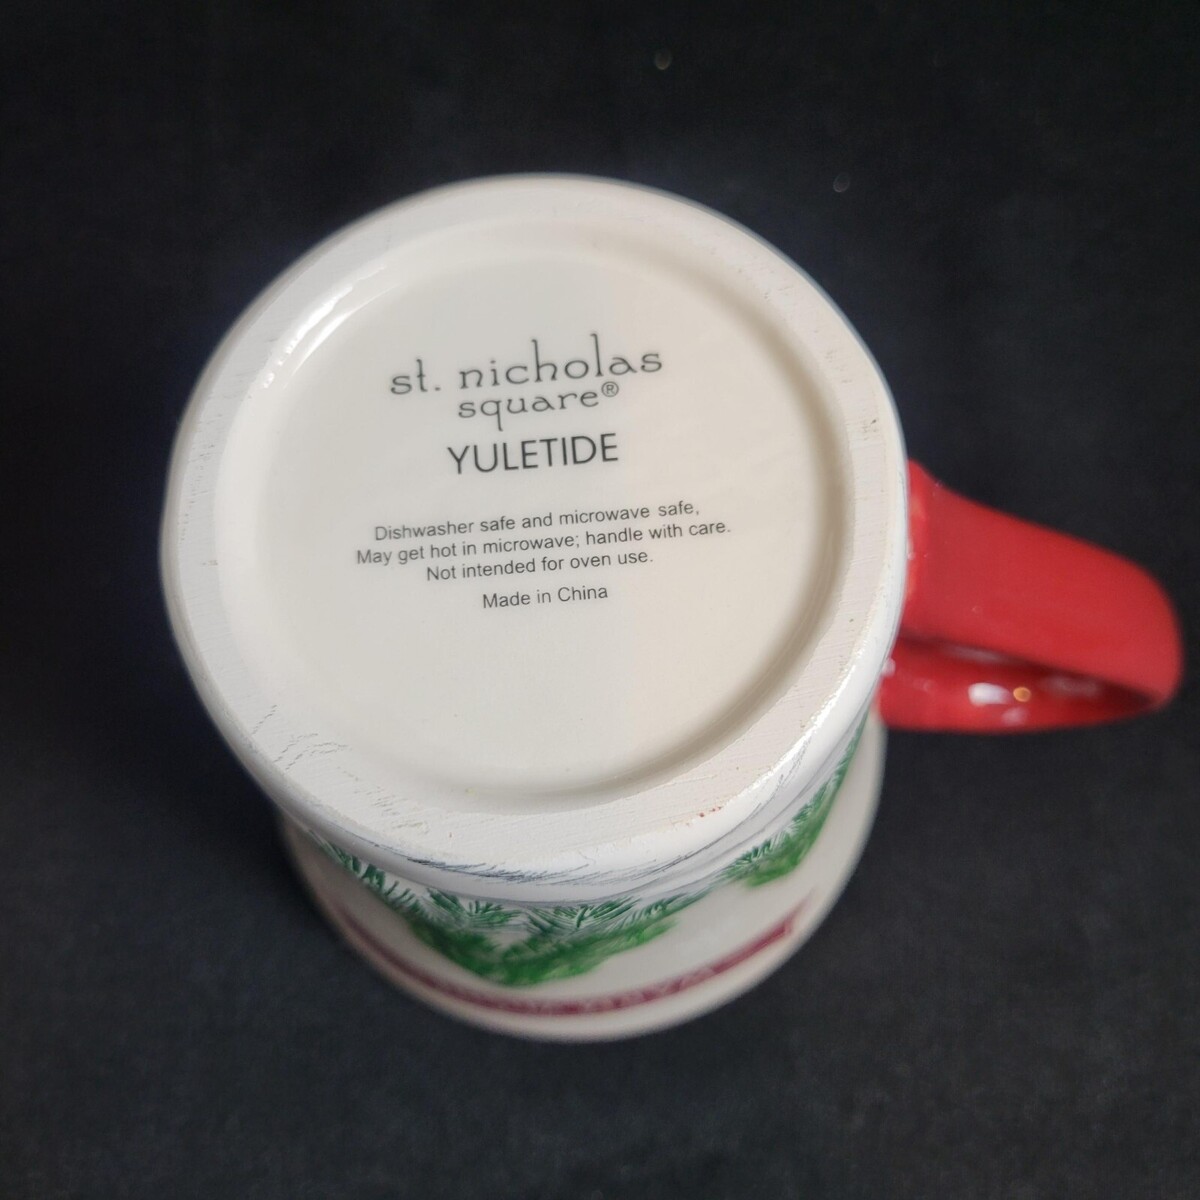 st. nicholas
square®
YULETIDE
Dishwasher safe and microwave safe,
May get hot in microwave; handle with care.
Not intended for oven use.
Made in China